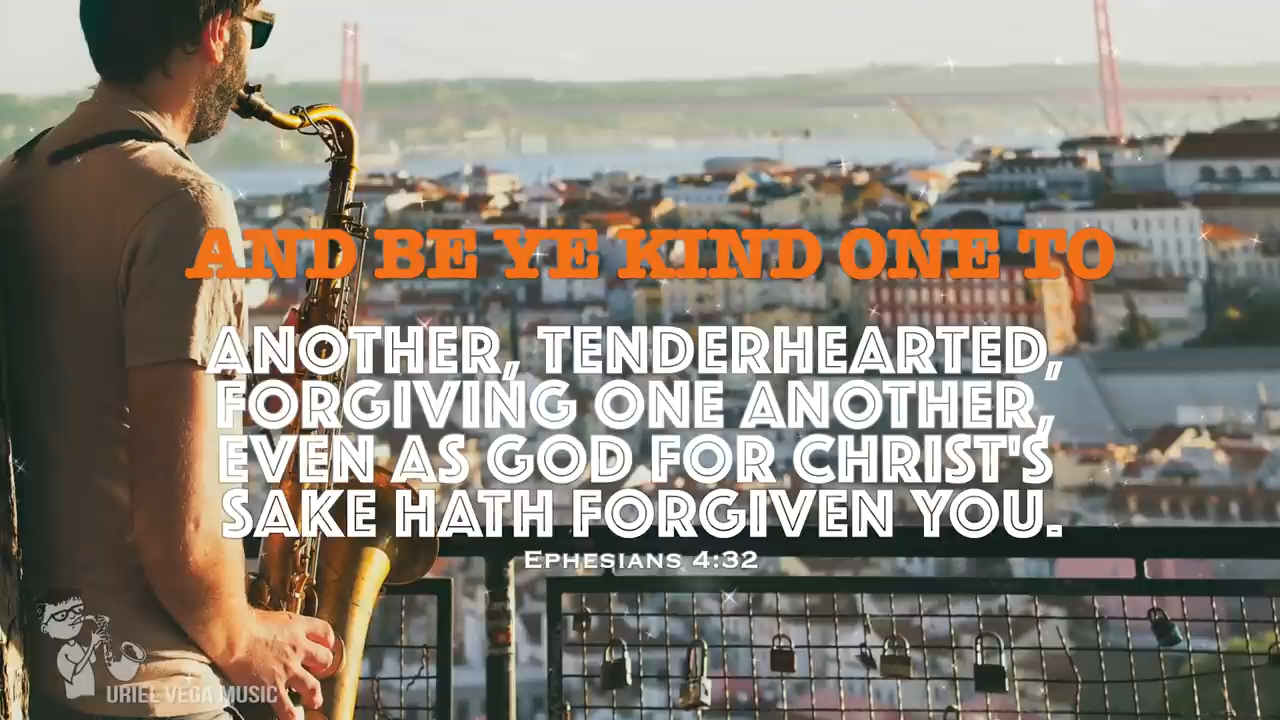 AND BE YE KIND ONE TO
ANOTHER, TENDERHEARTED,
FORGIVING ONE ANOTHER,
EVEN AS GOD FOR CHRIST'S
SAKE HATH FORGIVEN YOU.
EPHESIANS 4:32
URIEL VEGA MUSIC